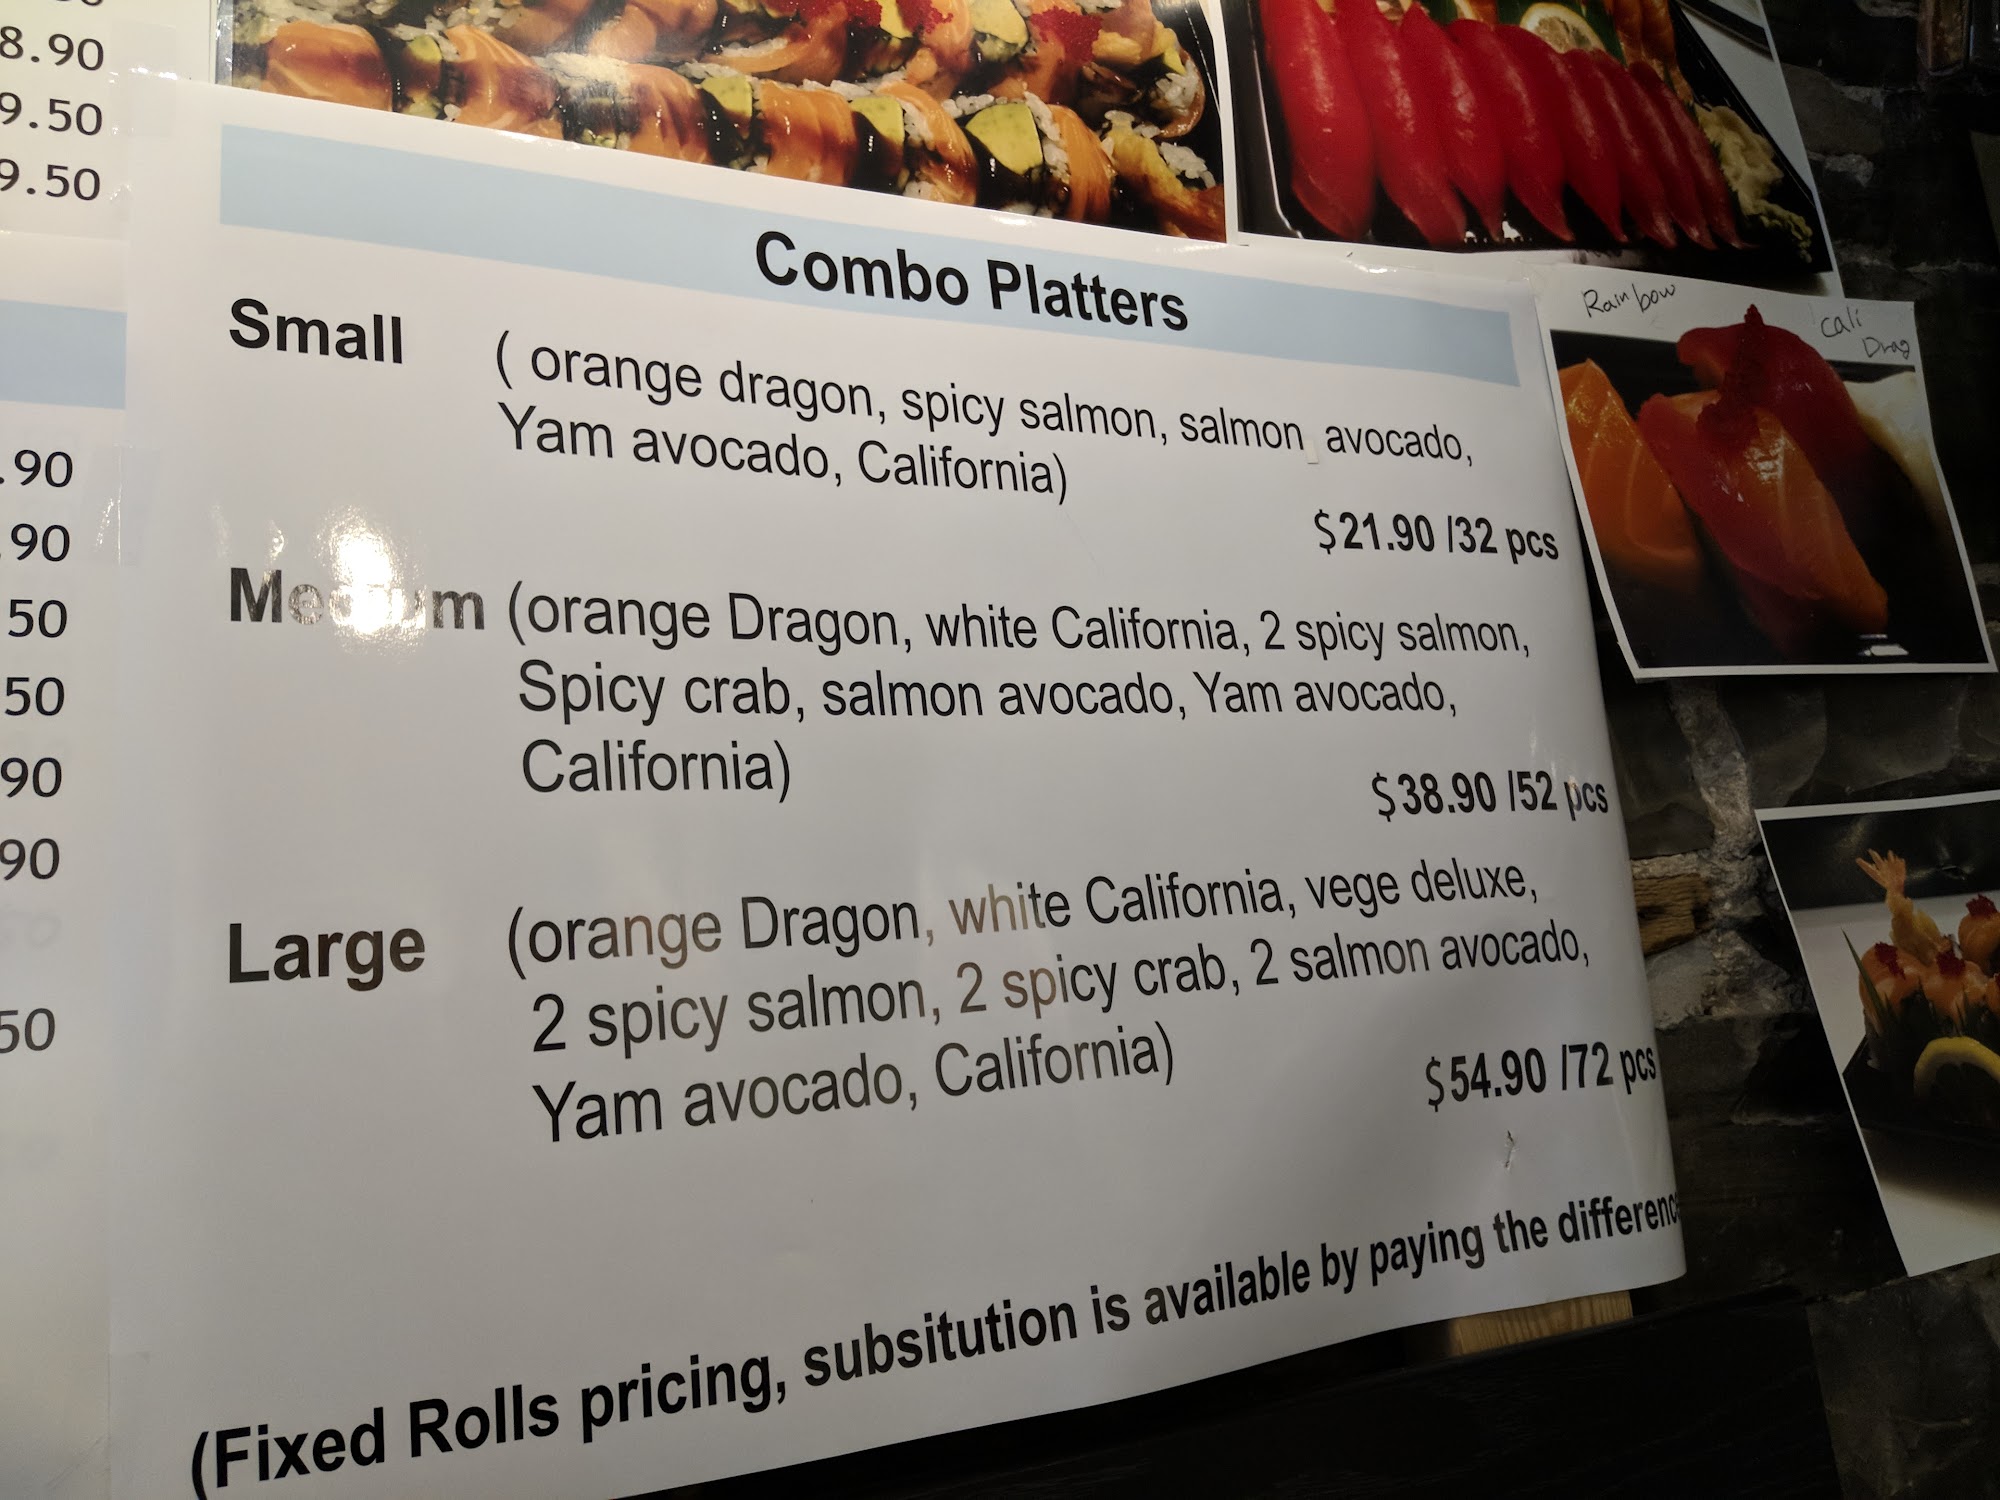 8.90
9.50
9.50
.90
.90
50
50
90
90
50
Combo Platters
Small
( orange dragon, spicy salmon, salmon avocado,
Yam avocado, California)
$21.90 /32 pcs
Medium (orange Dragon, white California, 2 spicy salmon,
Spicy crab, salmon avocado, Yam avocado,
California)
$38.90 /52 pcs
Large (orange Dragon, white California, vege deluxe,
2 spicy salmon, 2 spicy crab, 2 salmon avocado,
Yam avocado, California)
$54.90 /72 pcs
(Fixed Rolls pricing, subsitution is available by paying the differenc
Rainbow
Cali
Drag